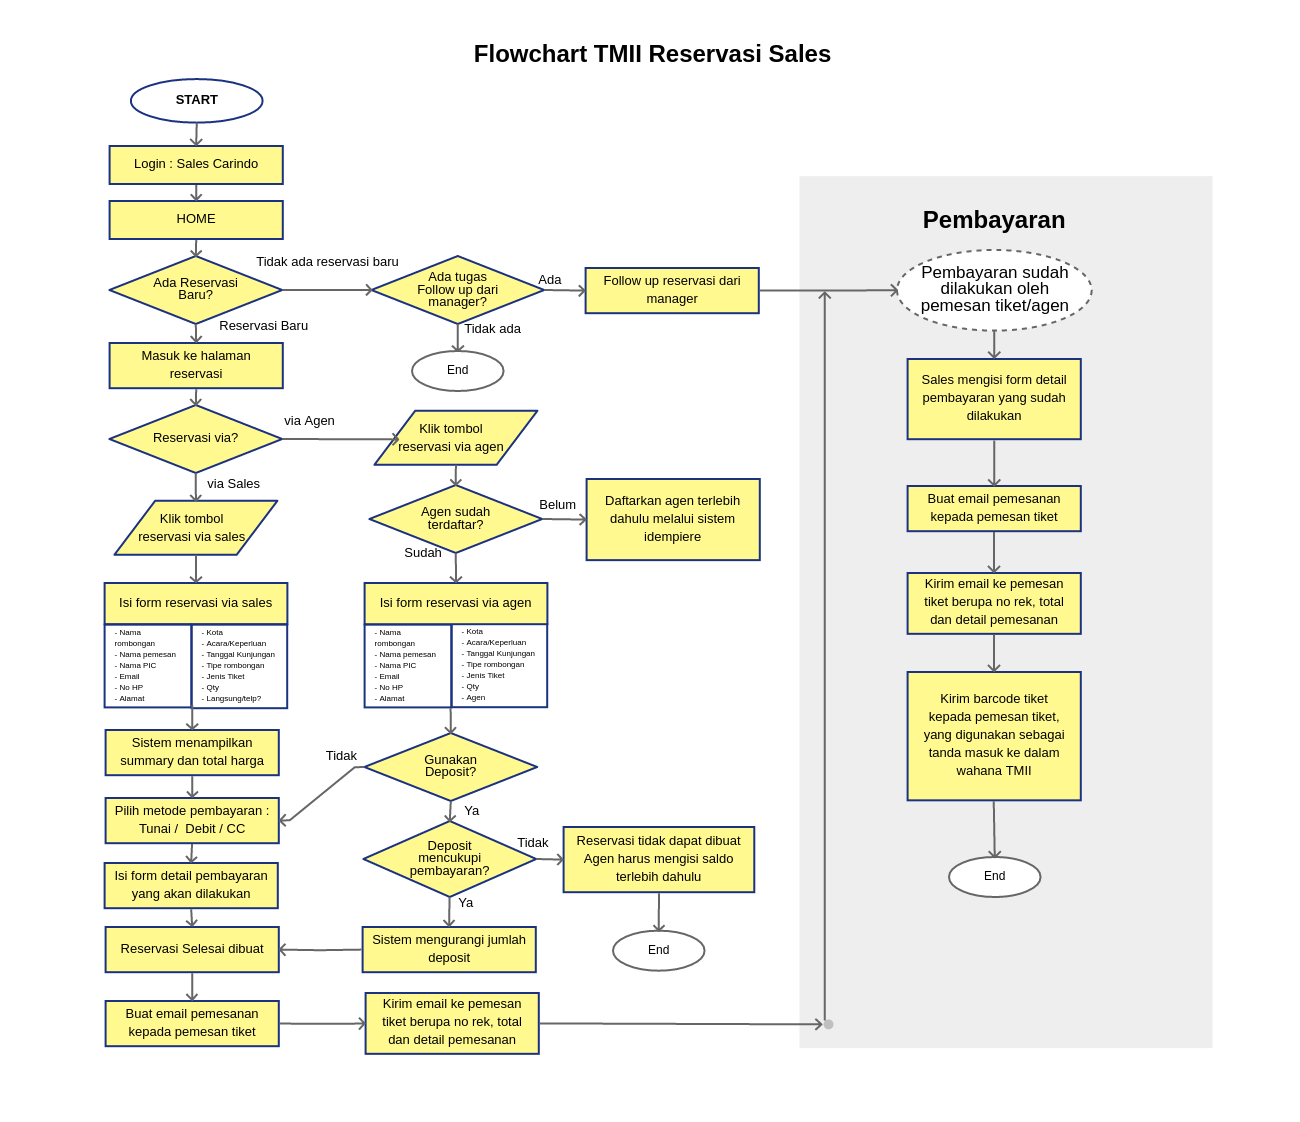 Flowchart TMII Reservasi Sales
START
Login : Sales Carindo
HOME
Ada Reservasi
Baru?
Tidak ada reservasi baru
Ada tugas
Follow up dari
manager?
Ada
Follow up reservasi dari
manager
Reservasi Baru
Tidak ada
End
Masuk ke halaman
reservasi
Reservasi via?
via Agen
Klik tombol
reservasi via agen
via Sales
Klik tombol
reservasi via sales
Agen sudah
terdaftar?
Belum
Daftarkan agen terlebih
dahulu melalui sistem
idempiere
Sudah
Isi form reservasi via sales
- Nama
rombongan
- Nama pemesan
- Nama PIC
- Email
- No HP
- Alamat
- Kota
- Acara/Keperluan
- Tanggal Kunjungan
- Tipe rombongan
- Jenis Tiket
- Qty
- Langsung/telp?
Isi form reservasi via agen
- Nama
rombongan
- Nama pemesan
- Nama PIC
- Email
- No HP
- Alamat
- Kota
- Acara/Keperluan
- Tanggal Kunjungan
- Tipe rombongan
- Jenis Tiket
- Qty
- Agen
Sistem menampilkan
summary dan total harga
Tidak
Gunakan
Deposit?
Ya
Pilih metode pembayaran :
Tunai /  Debit / CC
Deposit
mencukupi
pembayaran?
Tidak
Reservasi tidak dapat dibuat
Agen harus mengisi saldo
terlebih dahulu
Isi form detail pembayaran
yang akan dilakukan
Ya
Reservasi Selesai dibuat
Sistem mengurangi jumlah
deposit
End
Buat email pemesanan
kepada pemesan tiket
Kirim email ke pemesan
tiket berupa no rek, total
dan detail pemesanan
Pembayaran
Pembayaran sudah
dilakukan oleh
pemesan tiket/agen
Sales mengisi form detail
pembayaran yang sudah
dilakukan
Buat email pemesanan
kepada pemesan tiket
Kirim email ke pemesan
tiket berupa no rek, total
dan detail pemesanan
Kirim barcode tiket
kepada pemesan tiket,
yang digunakan sebagai
tanda masuk ke dalam
wahana TMII
End